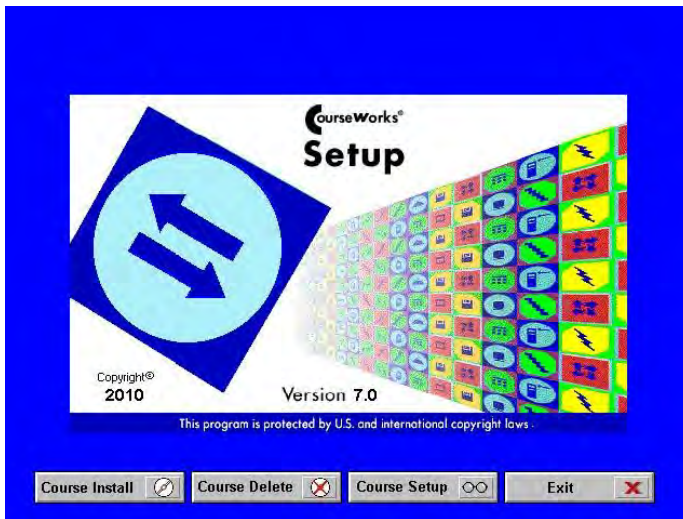 CourseWorks®
Setup
Copyright©
2010
Version 7.0
This program is protected by U.S. and international copyright laws.
Course Install
Course Delete
Course Setup
Exit